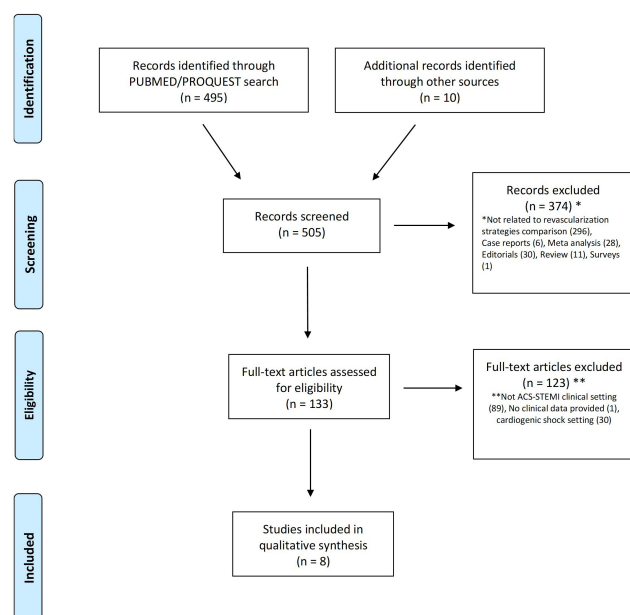 Identification
Records identified through
PUBMED/PROQUEST search
(n = 495)
Additional records identified
through other sources
(n = 10)
Screening
Records screened
(n = 505)
Records excluded
(n = 374) *
*Not related to revascularization
strategies comparison (296),
Case reports (6), Meta analysis (28),
Editorials (30), Review (11), Surveys
(1)
Eligibility
Full-text articles assessed
for eligibility
(n = 133)
Full-text articles excluded
(n = 123) **
**Not ACS-STEMI clinical setting
(89), No clinical data provided (1),
cardiogenic shock setting (30)
Included
Studies included in
qualitative synthesis
(n = 8)